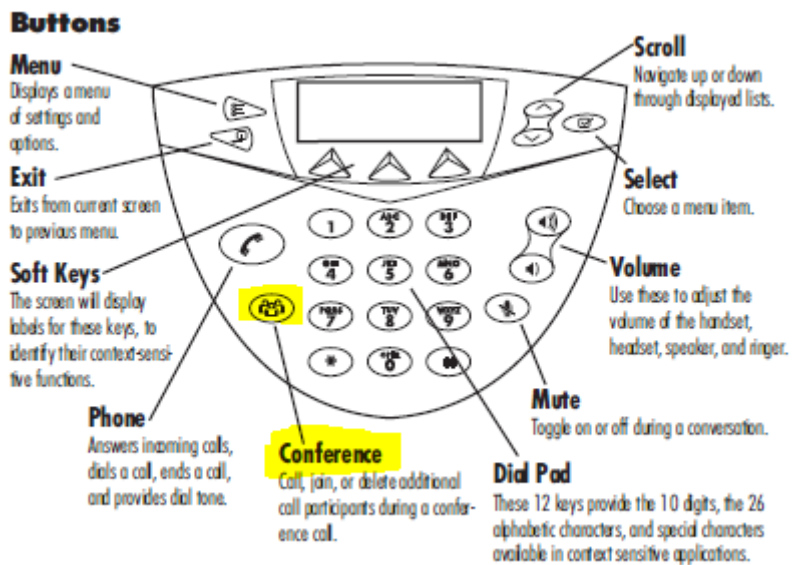 Buttons
Menu
Displays a menu
of settings and
options.
Exit
Exits from current screen
to previous menu.
Soft Keys
The screen will display
labels for these keys, to
identify their context-sensi-
tive functions.
Phone
Answers incoming calls,
dials a call, ends a call,
and provides dial tone.
Conference
Call, join, or delete additional
call participants during a confer-
ence call.
Scroll
Navigate up or down
through displayed lists.
Select
Choose a menu item.
Volume
Use these to adjust the
volume of the handset,
headset, speaker, and ringer.
Mute
Toggle on or off during a conversation.
Dial Pad
These 12 keys provide the 10 digits, the 26
alphabetic characters, and special characters
available in context sensitive applications.
1
ABC
2
DEF
3
GHI
4
JKL
5
MNO
6
7
TUV
8
WXYZ
9
*
0
#